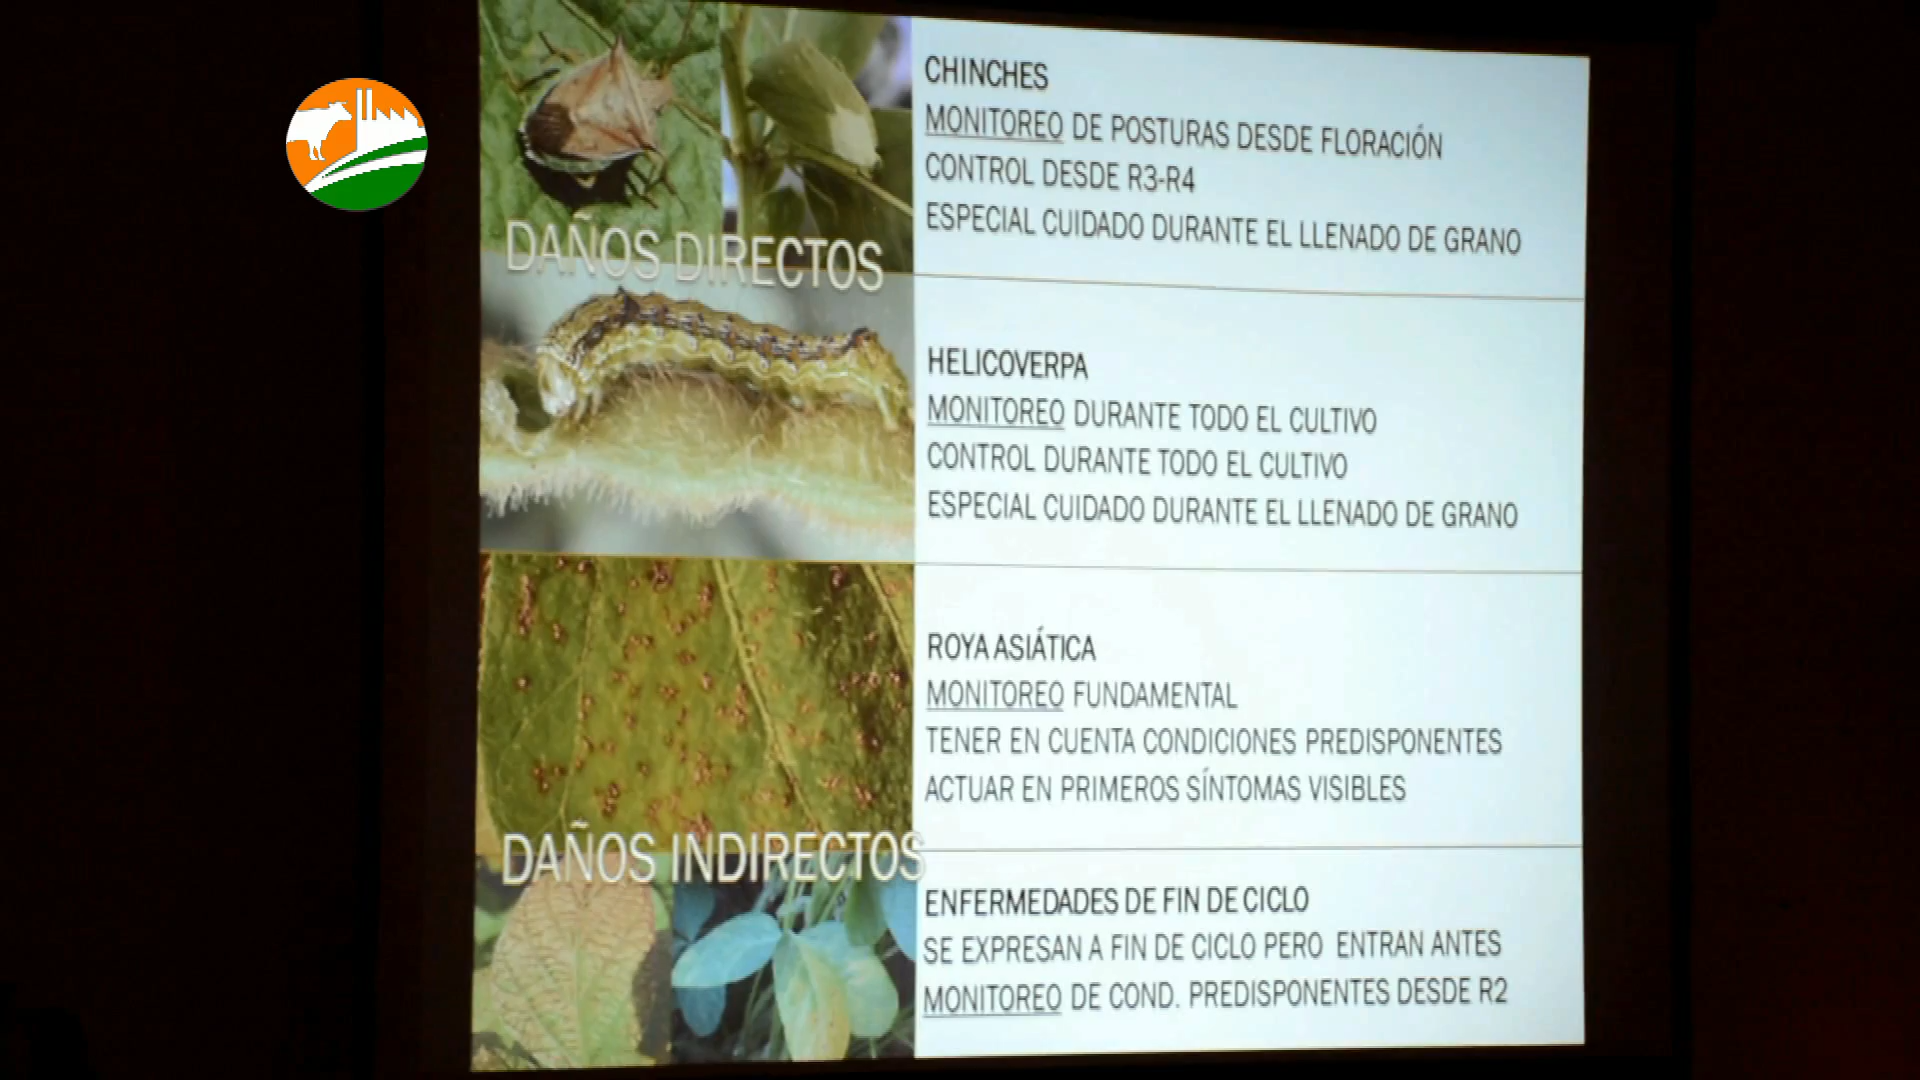 CHINCHES
MONITOREO DE POSTURAS DESDE FLORACIÓN
CONTROL DESDE R3-R4
ESPECIAL CUIDADO DURANTE EL LLENADO DE GRANO
DAÑOS DIRECTOS
HELICOVERPA
MONITOREO DURANTE TODO EL CULTIVO
CONTROL DURANTE TODO EL CULTIVO
ESPECIAL CUIDADO DURANTE EL LLENADO DE GRANO
ROYA ASIÁTICA
MONITOREO FUNDAMENTAL
TENER EN CUENTA CONDICIONES PREDISPONENTES
ACTUAR EN PRIMEROS SÍNTOMAS VISIBLES
DAÑOS INDIRECTOS
ENFERMEDADES DE FIN DE CICLO
SE EXPRESAN A FIN DE CICLO PERO ENTRAN ANTES
MONITOREO DE COND. PREDISPONENTES DESDE R2